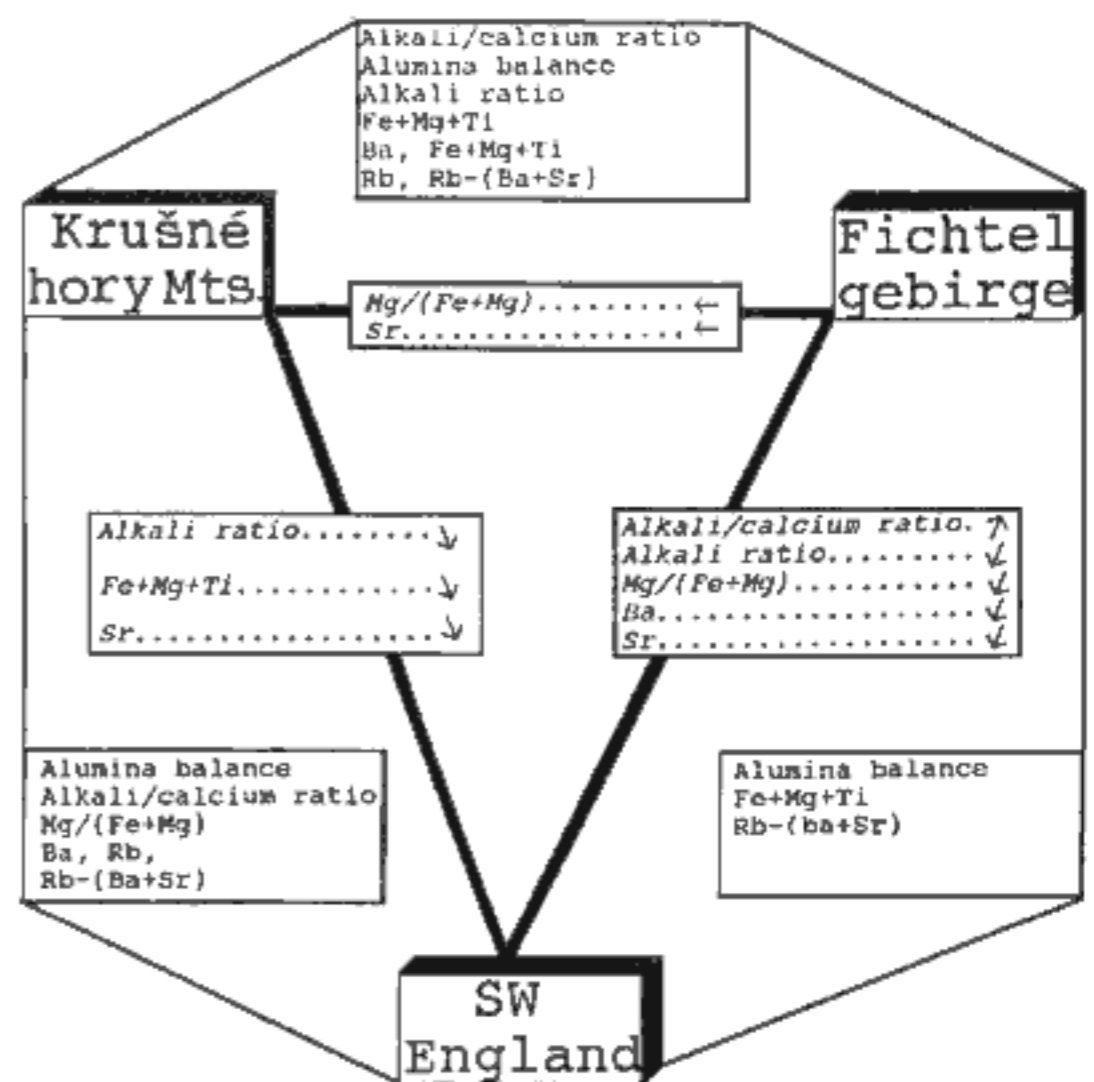 Alkali/calcium ratio
Alumina balance
Alkali ratio
Fe+Mg+Ti
Ba, Fe+Mg+Ti
Rb, Rb-(Ba+Sr)
Krušné
hory Mts.
Fichtel
gebirge
Mg/(Fe+Mg).........←
Sr.................←
Alkali ratio........↘
Fe+Mg+Ti............↘
Sr..................↘
Alkali/calcium ratio. ↗
Alkali ratio.........↙
Mg/(Fe+Mg)...........↙
Ba...................↙
Sr...................↙
Alumina balance
Alkali/calcium ratio
Mg/(Fe+Mg)
Ba, Rb,
Rb-(Ba+Sr)
Alumina balance
Fe+Mg+Ti
Rb-(ba+Sr)
SW
England